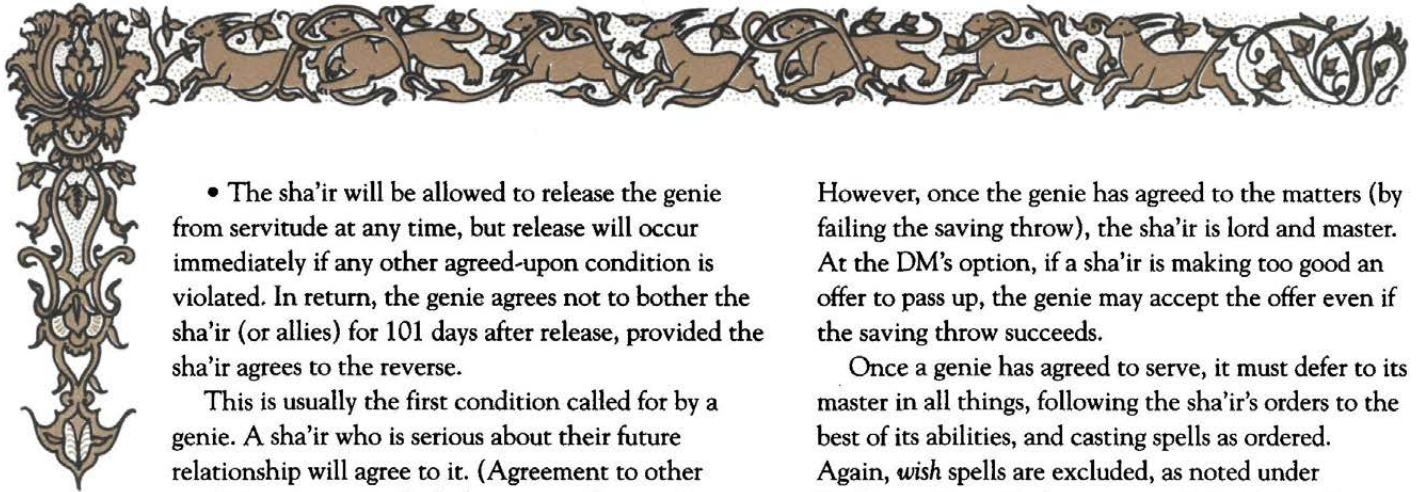 • The sha'ir will be allowed to release the genie
from servitude at any time, but release will occur
immediately if any other agreed-upon condition is
violated. In return, the genie agrees not to bother the
sha'ir (or allies) for 101 days after release, provided the
sha'ir agrees to the reverse.
This is usually the first condition called for by a
genie. A sha'ir who is serious about their future
relationship will agree to it. (Agreement to other
However, once the genie has agreed to the matters (by
failing the saving throw), the sha'ir is lord and master.
At the DM's option, if a sha'ir is making too good an
offer to pass up, the genie may accept the offer even if
the saving throw succeeds.
Once a genie has agreed to serve, it must defer to its
master in all things, following the sha'ir's orders to the
best of its abilities, and casting spells as ordered.
Again, wish spells are excluded, as noted under